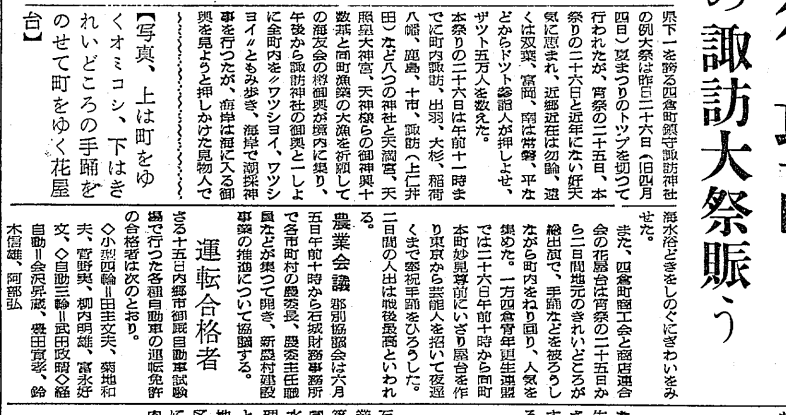 の諏訪大祭賑う
県下一を誇る四倉町鎮守諏訪神社
の例大祭は昨日二十六日(旧四月
四日)夏まつりのトツプを切つて
行われたが、宵祭の二十五日、本
祭りの二十六日と近年にない好天
気に恵まれ、近郷近在は勿論、遠
くは双葉、富岡、南は常磐、平な
どからドツト参詣人が押しよせ、
ザツト五万人を数えた。
本祭りの二十六日は午前十一時ま
でに町内諏訪、出羽、大杉、稲荷
八幡、鹿島、十市、諏訪(上仁井
田)など八つの神社と天満宮、天
照皇大神宮、天神様らの御神輿十
数基と同町漁業の大漁を祈願して
の海友会の樽御輿が境内に集り、
午後から諏訪神社の御輿と一しよ
に全町内を〃ワツシヨイ、ワツシ
ヨイ〃ともみ歩き、海岸で潮採神
事を行つたが、海岸は海に入る御
輿を見ようと押しかけた見物人で
【写真、上は町をゆ
くオミコシ、下はき
れいどころの手踊を
のせて町をゆく花屋
台】
海水浴どきをしのぐにぎわいをみ
せた。
また、四倉町商工会と商店連合
会の花屋台は宵祭の二十五日か
ら二日間地元のきれいどころが
総出演で、手踊などを披ろうし
ながら町内をねり回り、人気を
集めた。一方四倉青年更生連盟
では二十六日午前十時から同町
本町妙見尊前にいざり屋台を作
り東京から芸能人を招いて夜遅
くまで奉祝手踊をひろうした。
二日間の人出は戦後最高といわれ
る。
農業会議 郡別協議会は六月
五日午前十時から石城財務事務所
で各市町村の農委長、農委主任職
員などが集つて開き、新農村建設
事業の推進について協議する。
運転合格者
さる十五日内郷市御厩自動車試験
場で行つた各種自動車の運転免許
の合格者は次のとおり。
◇小型四輪=田圭文夫、菊地和
夫、菅野実、柳内明雄、富永好
文、◇自動三輪=武田政晴◇軽
自動=会沢昇蔵、豊田寅孝、鈴
木信雄、阿部弘